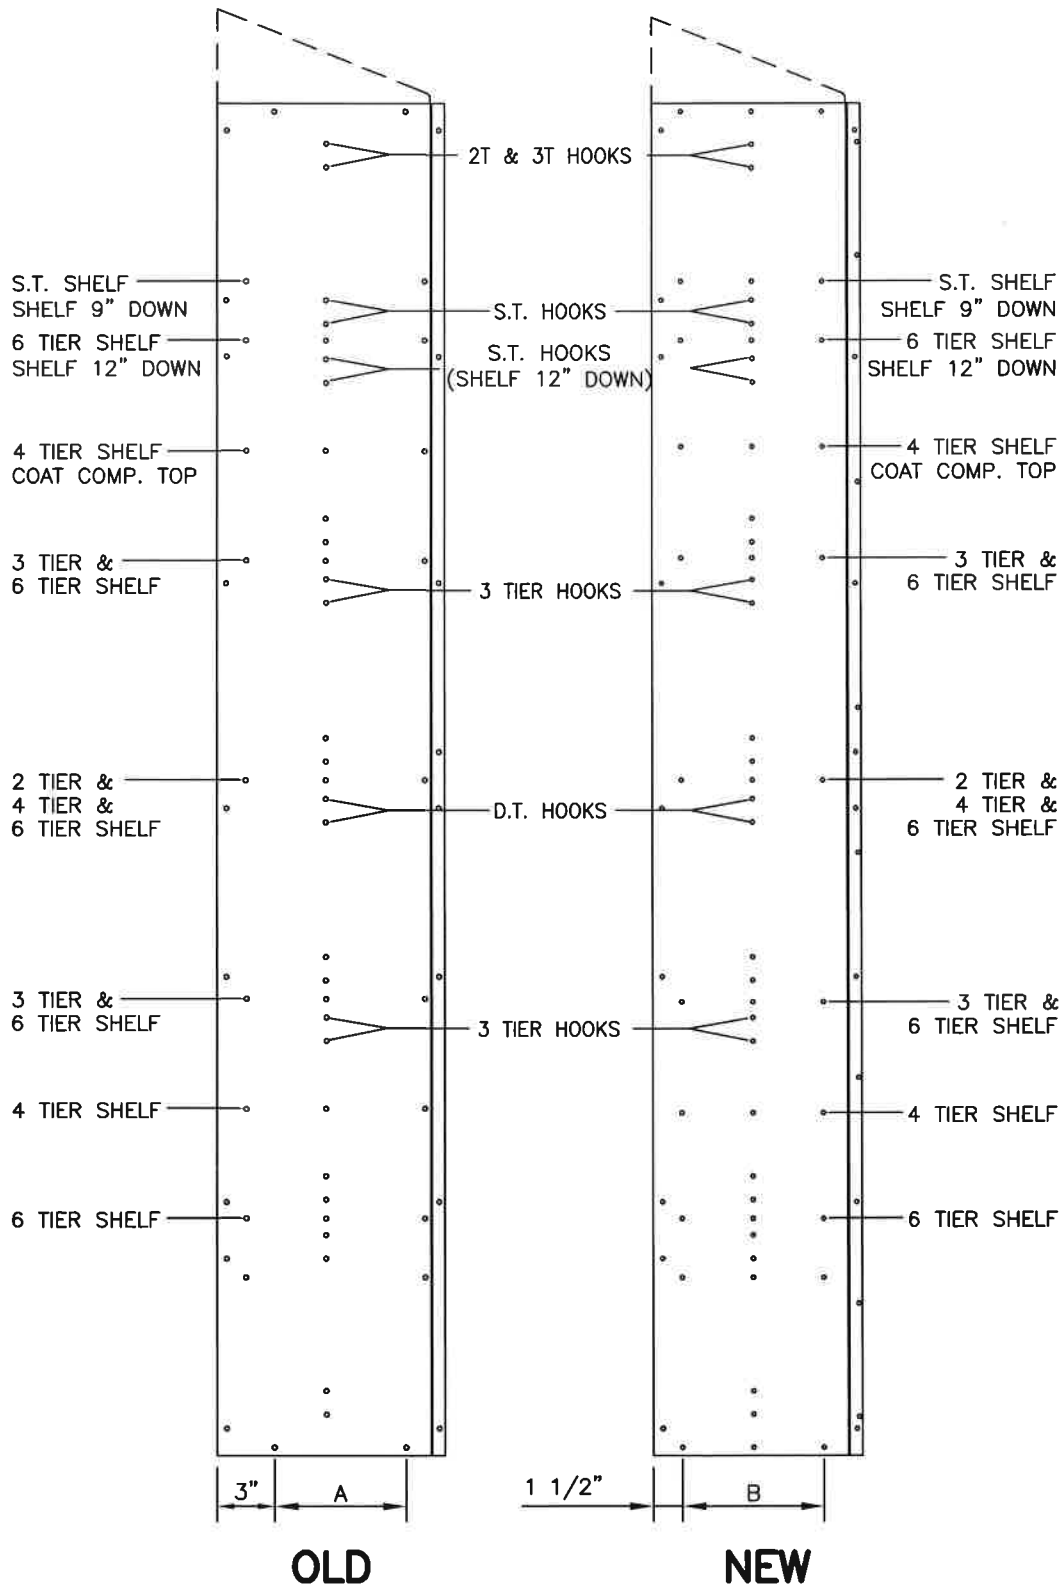 2T & 3T HOOKS
S.T. SHELF
SHELF 9" DOWN
S.T. HOOKS
S.T. SHELF
SHELF 9" DOWN
6 TIER SHELF
SHELF 12" DOWN
S.T. HOOKS
(SHELF 12" DOWN)
6 TIER SHELF
SHELF 12" DOWN
4 TIER SHELF
COAT COMP. TOP
4 TIER SHELF
COAT COMP. TOP
3 TIER &
6 TIER SHELF
3 TIER HOOKS
3 TIER &
6 TIER SHELF
2 TIER &
4 TIER &
6 TIER SHELF
D.T. HOOKS
2 TIER &
4 TIER &
6 TIER SHELF
3 TIER &
6 TIER SHELF
3 TIER HOOKS
3 TIER &
6 TIER SHELF
4 TIER SHELF
4 TIER SHELF
6 TIER SHELF
6 TIER SHELF
3" A
1 1/2" B
OLD
NEW